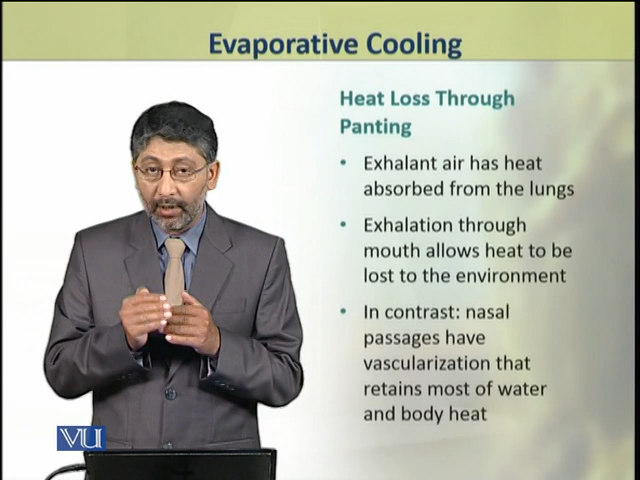 Evaporative Cooling
Heat Loss Through
Panting
• Exhalant air has heat
absorbed from the lungs
• Exhalation through
mouth allows heat to be
lost to the environment
• In contrast: nasal
passages have
vascularization that
retains most of water
and body heat
VU